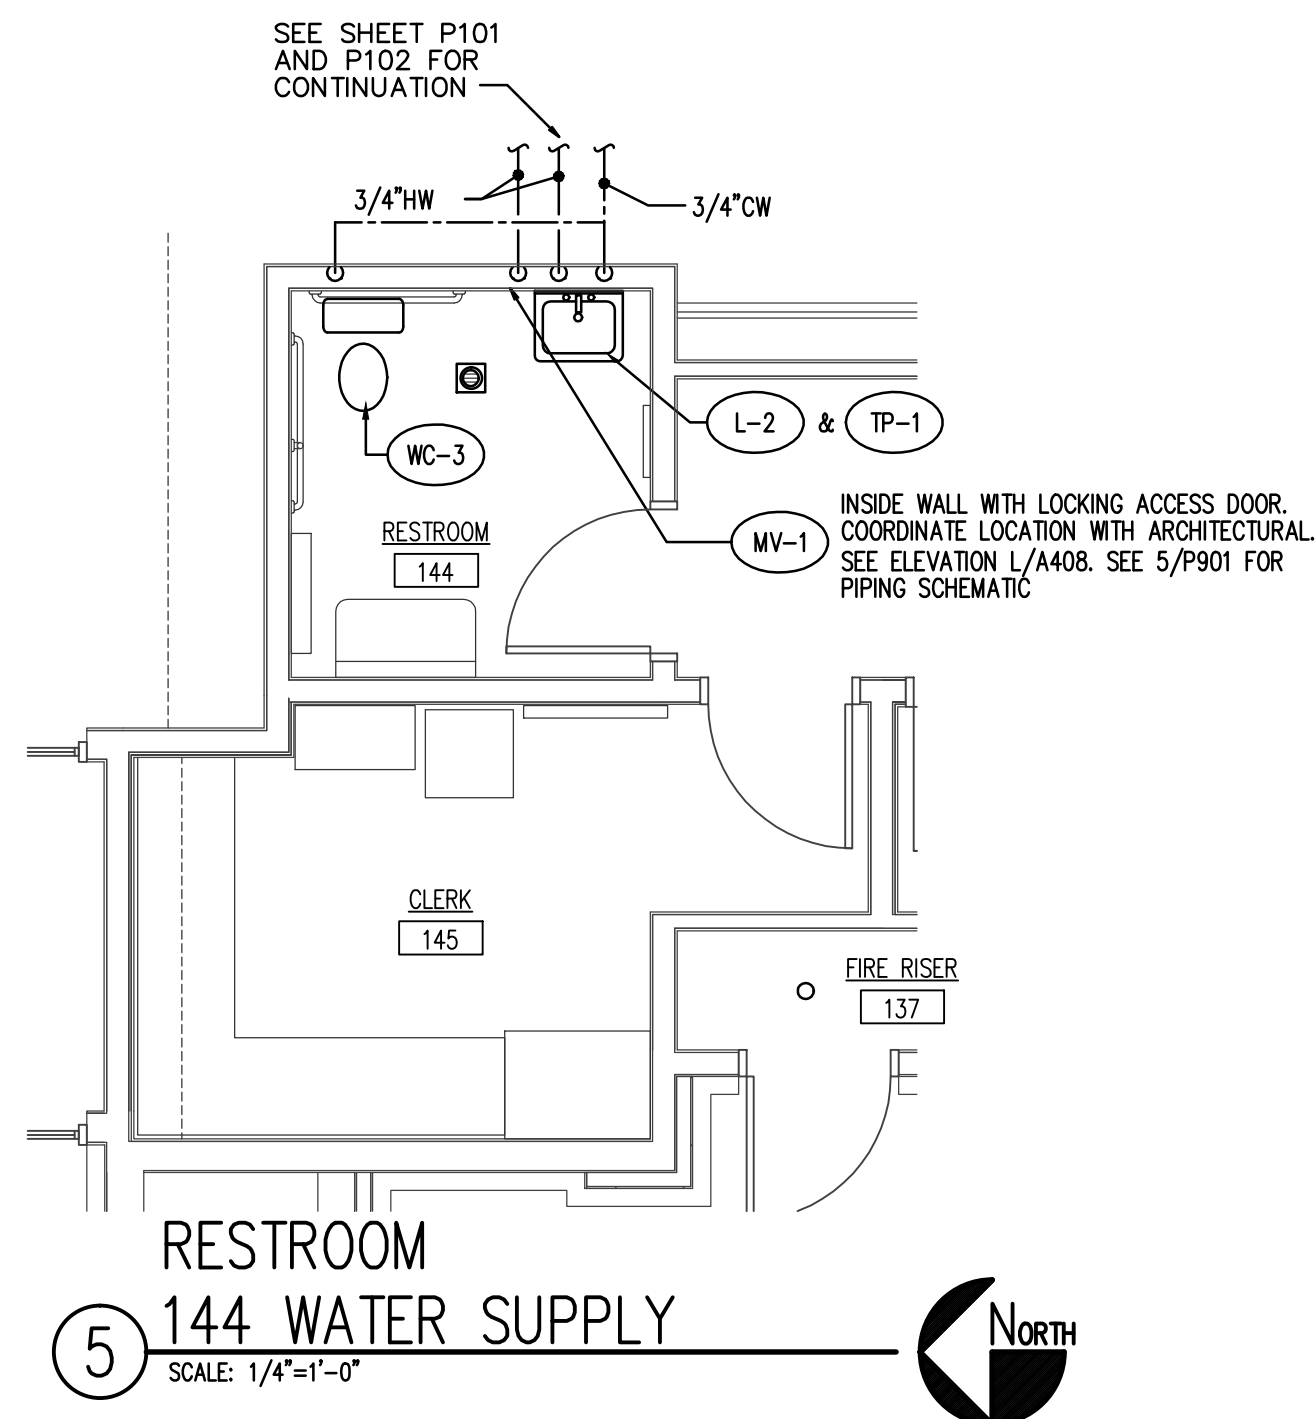 SEE SHEET P101
AND P102 FOR
CONTINUATION
3/4"HW
3/4"CW
L-2 & TP-1
WC-3
INSIDE WALL WITH LOCKING ACCESS DOOR.
COORDINATE LOCATION WITH ARCHITECTURAL.
SEE ELEVATION L/A408. SEE 5/P901 FOR
PIPING SCHEMATIC
MV-1
RESTROOM
144
CLERK
145
FIRE RISER
137
RESTROOM
144 WATER SUPPLY
5
SCALE: 1/4"=1'-0"
NORTH